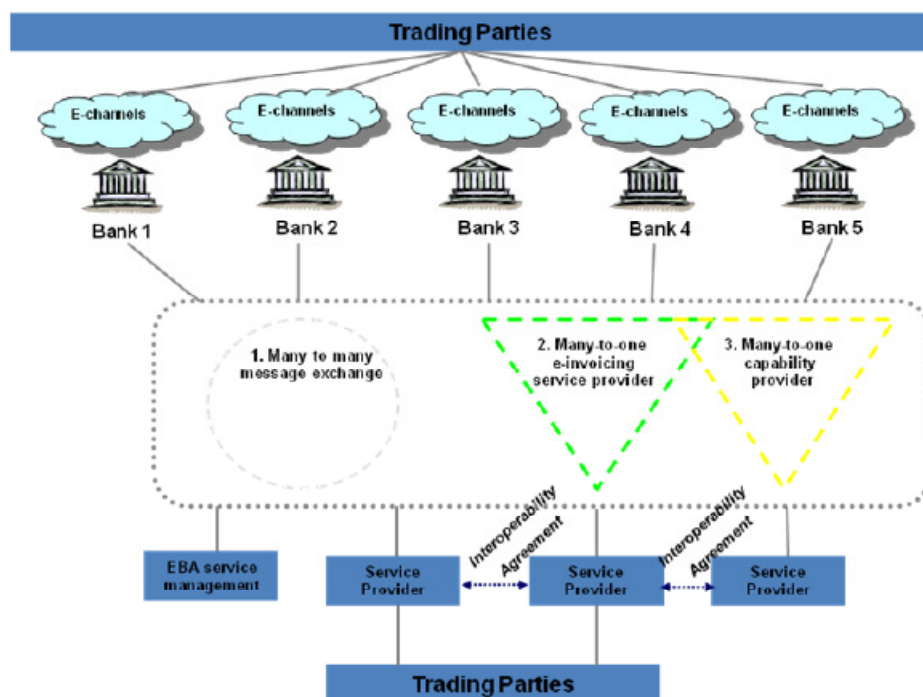 Trading Parties
E-channels
E-channels
E-channels
E-channels
E-channels
Bank 1
Bank 2
Bank 3
Bank 4
Bank 5
1. Many to many
message exchange
2. Many-to-one
e-invoicing
service provider
3. Many-to-one
capability
provider
Interoperability
Agreement
Interoperability
Agreement
EBA service
management
Service
Provider
Service
Provider
Service
Provider
Trading Parties